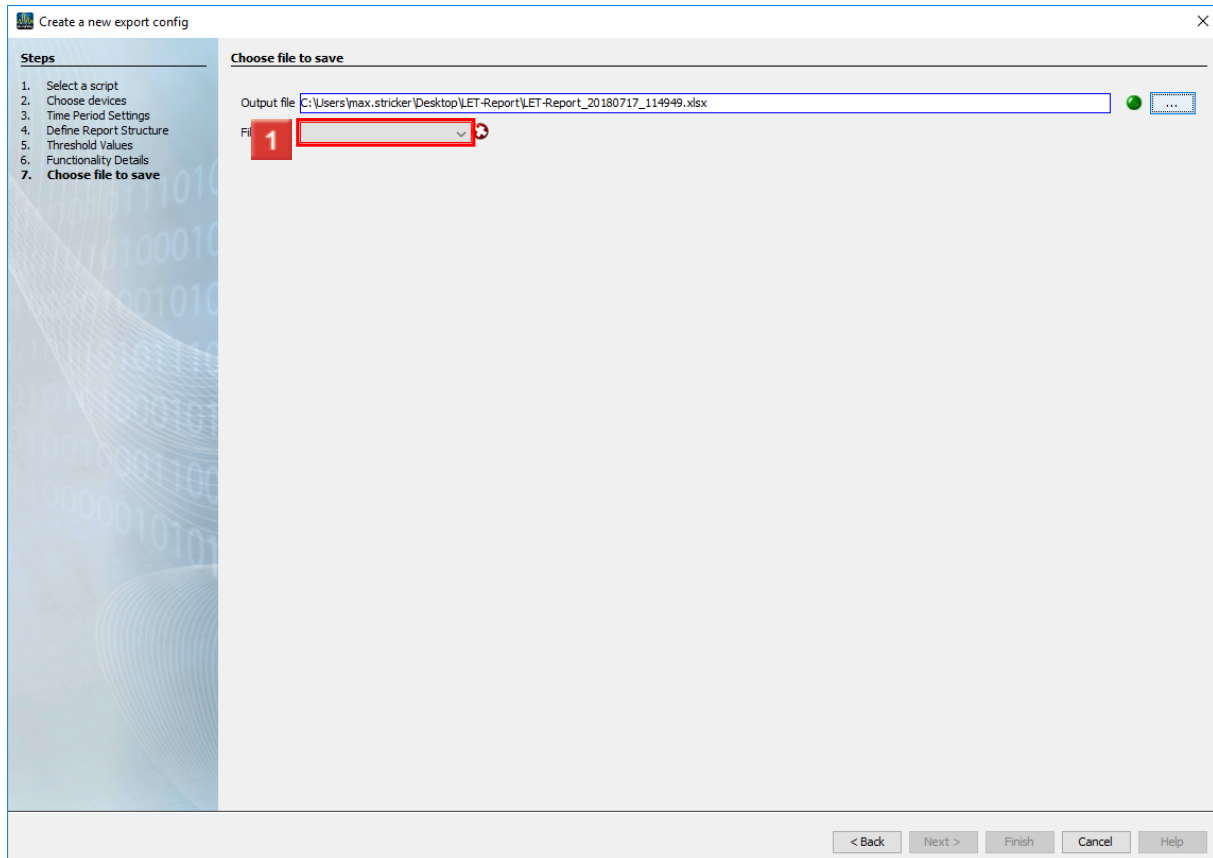 Create a new export config
Steps
1. Select a script
2. Choose devices
3. Time Period Settings
4. Define Report Structure
5. Threshold Values
6. Functionality Details
7. Choose file to save
Choose file to save
Output file C:\Users\max.stricker\Desktop\LET-Report\LET-Report_20180717_114949.xlsx ...
1
< Back Next > Finish Cancel Help